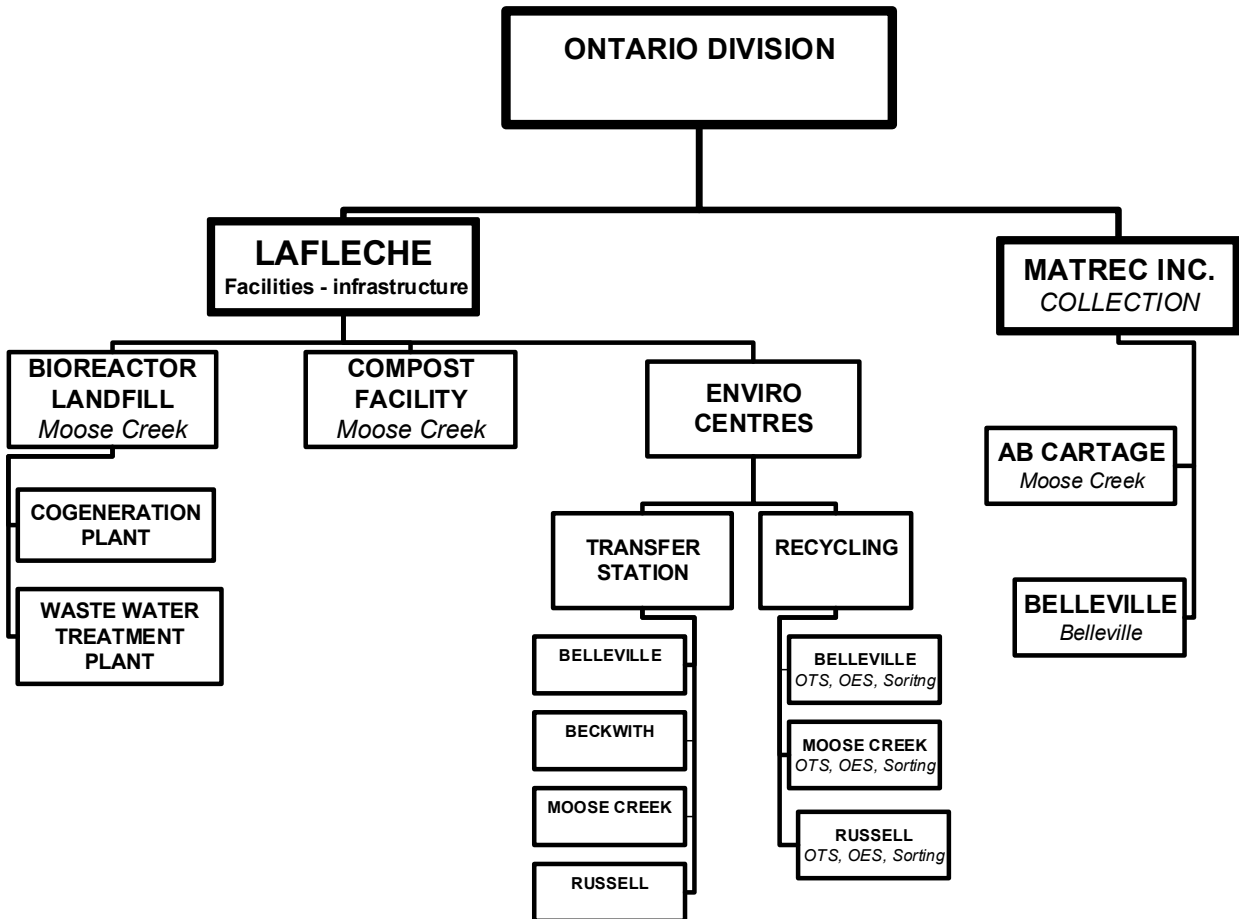 ONTARIO DIVISION
LAFLECHE
Facilities - infrastructure
MATREC INC.
COLLECTION
BIOREACTOR
LANDFILL
Moose Creek
COMPOST
FACILITY
Moose Creek
ENVIRO
CENTRES
AB CARTAGE
Moose Creek
COGENERATION
PLANT
TRANSFER
STATION
RECYCLING
WASTE WATER
TREATMENT
PLANT
BELLEVILLE
Belleville
BELLEVILLE
BECKWITH
MOOSE CREEK
RUSSELL
BELLEVILLE
OTS, OES, Soritng
MOOSE CREEK
OTS, OES, Sorting
RUSSELL
OTS, OES, Sorting